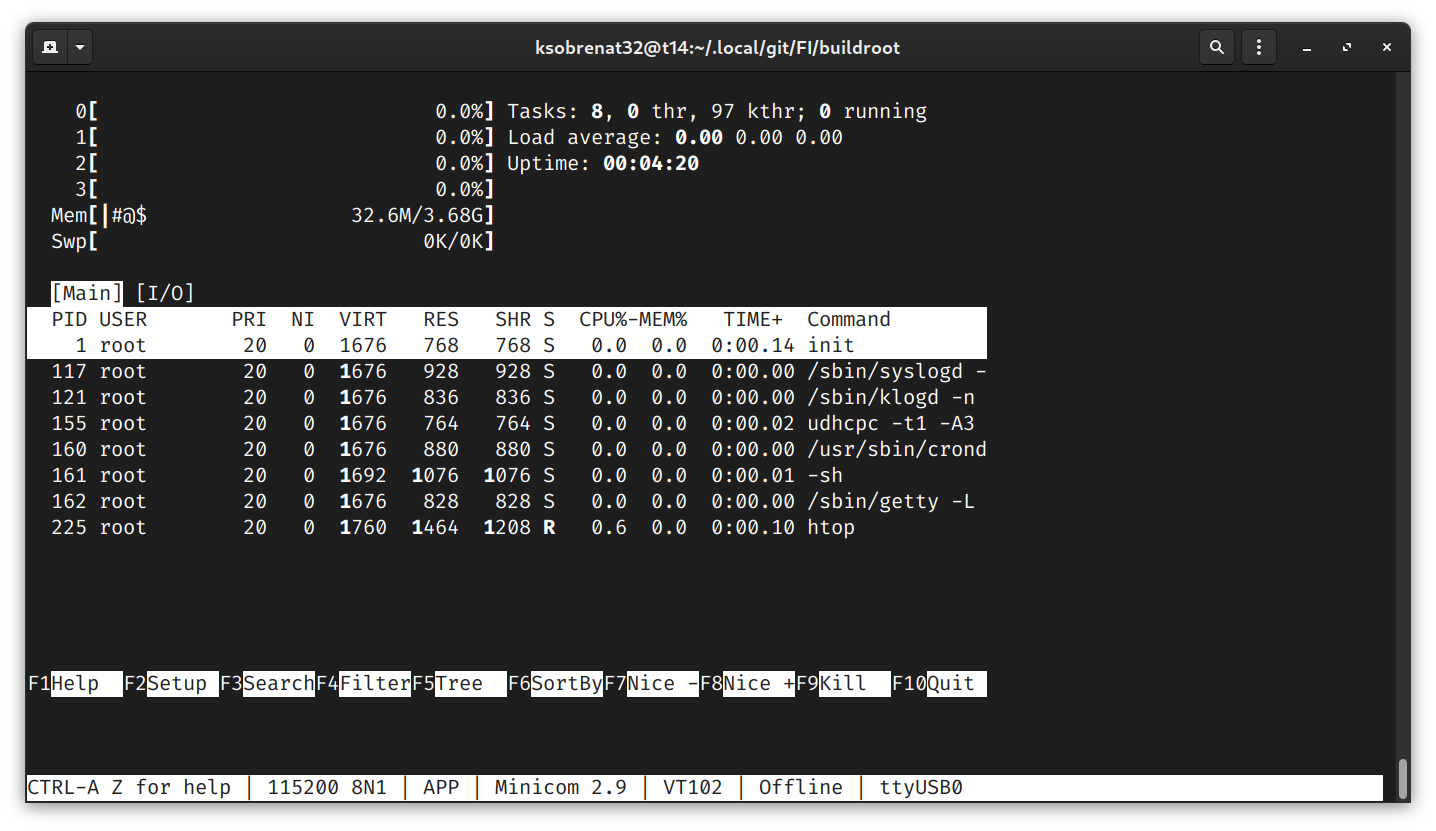 ksobrenat32@t14:~/.local/git/FI/buildroot
0[ 0.0%] Tasks: 8, 0 thr, 97 kthr; 0 running
1[ 0.0%] Load average: 0.00 0.00 0.00
2[ 0.0%] Uptime: 00:04:20
3[ 0.0%]
Mem[|#@$ 32.6M/3.68G]
Swp[ 0K/0K]
[Main] [I/O]
PID USER PRI NI VIRT RES SHR S CPU%-MEM% TIME+ Command
1 root 20 0 1676 768 768 S 0.0 0.0 0:00.14 init
117 root 20 0 1676 928 928 S 0.0 0.0 0:00.00 /sbin/syslogd -
121 root 20 0 1676 836 836 S 0.0 0.0 0:00.00 /sbin/klogd -n
155 root 20 0 1676 764 764 S 0.0 0.0 0:00.02 udhcpc -t1 -A3
160 root 20 0 1676 880 880 S 0.0 0.0 0:00.00 /usr/sbin/crond
161 root 20 0 1692 1076 1076 S 0.0 0.0 0:00.01 -sh
162 root 20 0 1676 828 828 S 0.0 0.0 0:00.00 /sbin/getty -L
225 root 20 0 1760 1464 1208 R 0.6 0.0 0:00.10 htop
F1Help F2Setup F3SearchF4FilterF5Tree F6SortByF7Nice -F8Nice +F9Kill F10Quit
CTRL-A Z for help | 115200 8N1 | APP | Minicom 2.9 | VT102 | Offline | ttyUSB0